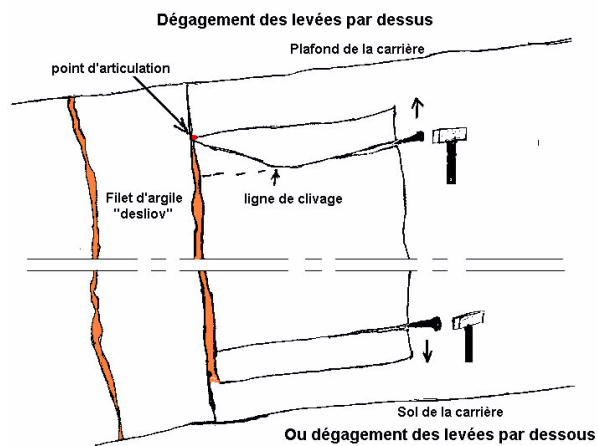 Dégagement des levées par dessus
Plafond de la carrière
point d'articulation
Filet d'argile
"desliov"
ligne de clivage
Sol de la carrière
Ou dégagement des levées par dessous